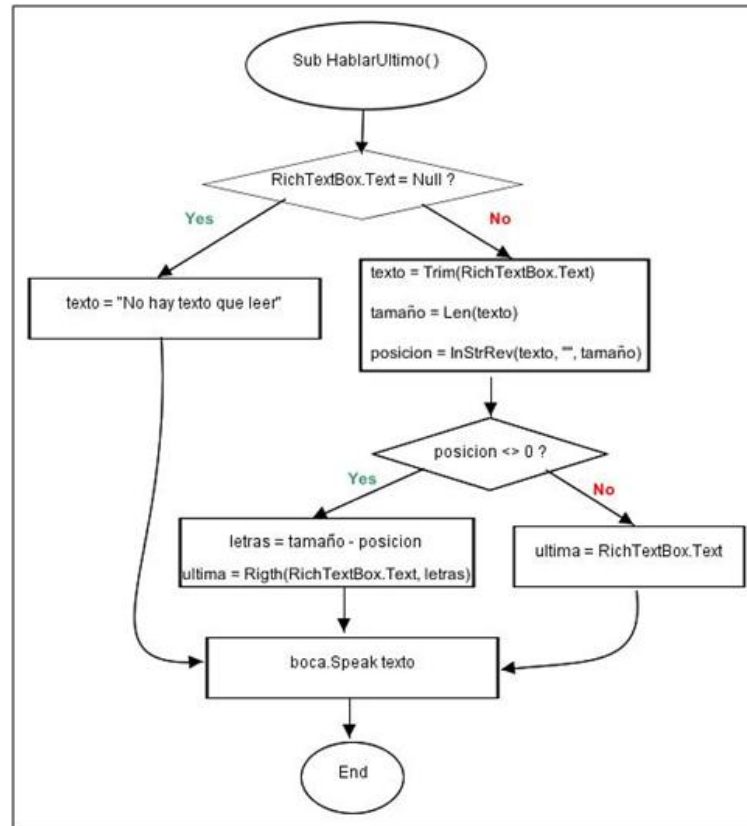 Sub HablarUltimo( )
RichTextBox.Text = Null ?
Yes
No
texto = "No hay texto que leer"
texto = Trim(RichTextBox.Text)
tamaño = Len(texto)
posicion = InStrRev(texto, "", tamaño)
posicion <> 0 ?
Yes
No
letras = tamaño - posicion
ultima = Rigth(RichTextBox.Text, letras)
ultima = RichTextBox.Text
boca.Speak texto
End